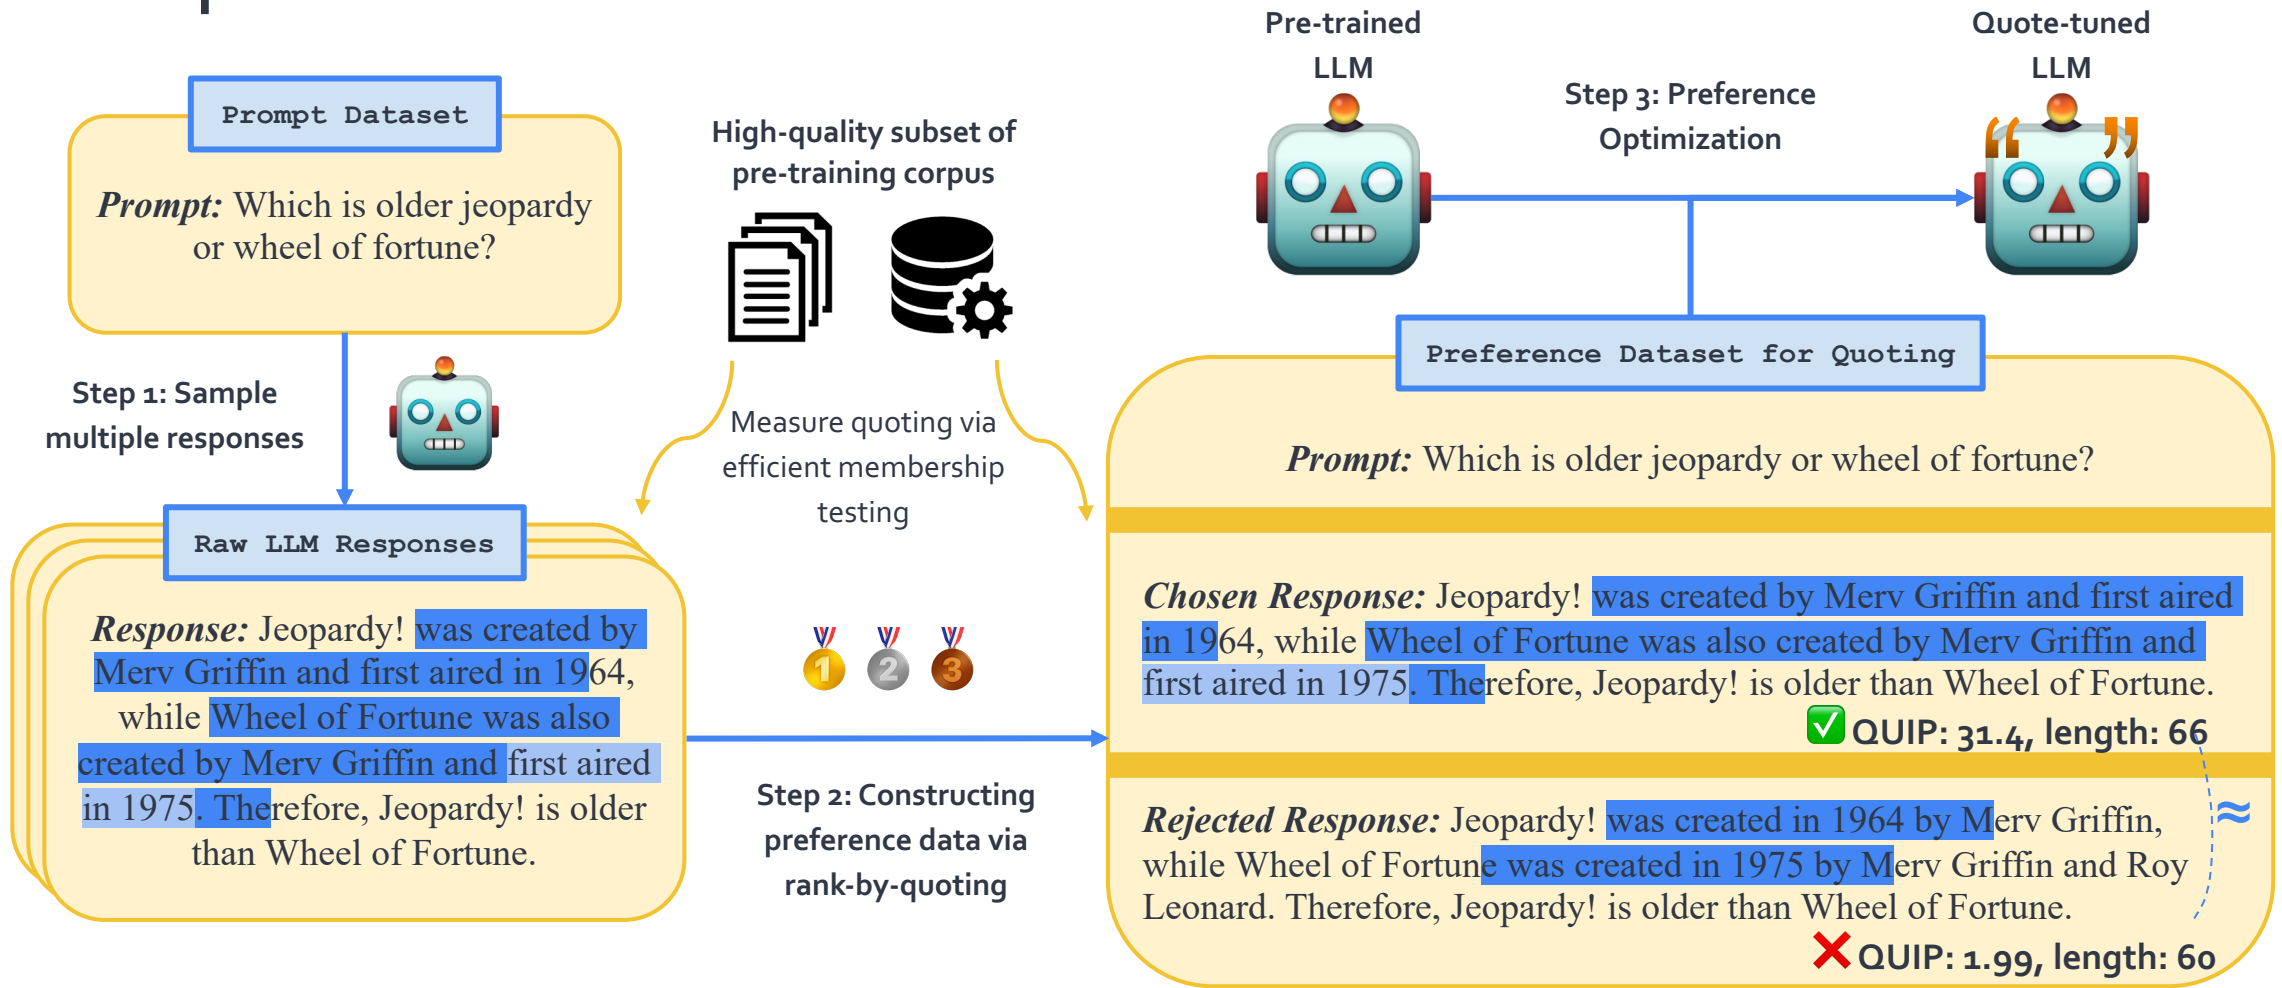 Prompt Dataset
Prompt: Which is older jeopardy
or wheel of fortune?
Step 1: Sample
multiple responses
Raw LLM Responses
Response: Jeopardy! was created by
Merv Griffin and first aired in 1964,
while Wheel of Fortune was also
created by Merv Griffin and first aired
in 1975. Therefore, Jeopardy! is older
than Wheel of Fortune.
High-quality subset of
pre-training corpus
Measure quoting via
efficient membership
testing
1 2 3
Step 2: Constructing
preference data via
rank-by-quoting
Pre-trained
LLM
Step 3: Preference
Optimization
Quote-tuned
LLM
“ ”
Preference Dataset for Quoting
Prompt: Which is older jeopardy or wheel of fortune?
Chosen Response: Jeopardy! was created by Merv Griffin and first aired
in 1964, while Wheel of Fortune was also created by Merv Griffin and
first aired in 1975. Therefore, Jeopardy! is older than Wheel of Fortune.
QUIP: 31.4, length: 66
≈
Rejected Response: Jeopardy! was created in 1964 by Merv Griffin,
while Wheel of Fortune was created in 1975 by Merv Griffin and Roy
Leonard. Therefore, Jeopardy! is older than Wheel of Fortune.
QUIP: 1.99, length: 60